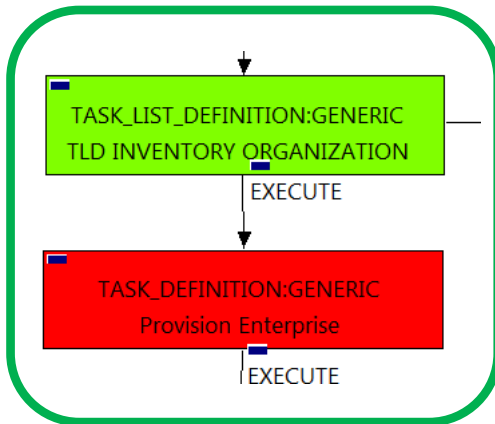 TASK_LIST_DEFINITION:GENERIC
TLD INVENTORY ORGANIZATION
EXECUTE
TASK_DEFINITION:GENERIC
Provision Enterprise
EXECUTE